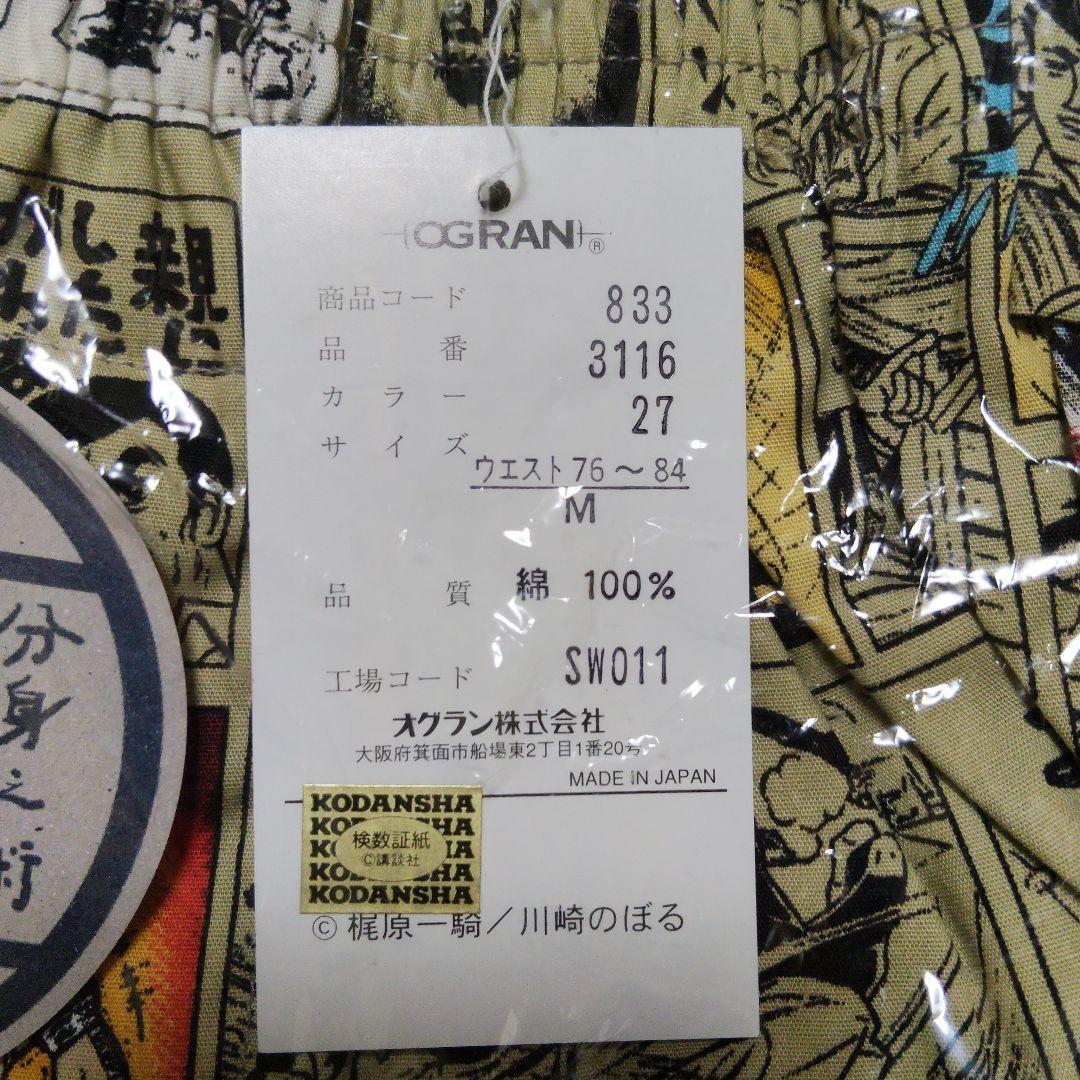 OGRAN®
商品コード 833
品番 3116
カラー 27
サイズ
ウエスト 76～84
M
品質 綿 100%
工場コード SW011
オグラン株式会社
大阪府箕面市船場東2丁目1番20号
MADE IN JAPAN
KODANSHA
検数証紙
©講談社
KODANSHA
KODANSHA
© 梶原一騎/川崎のぼる
分身之術
親に